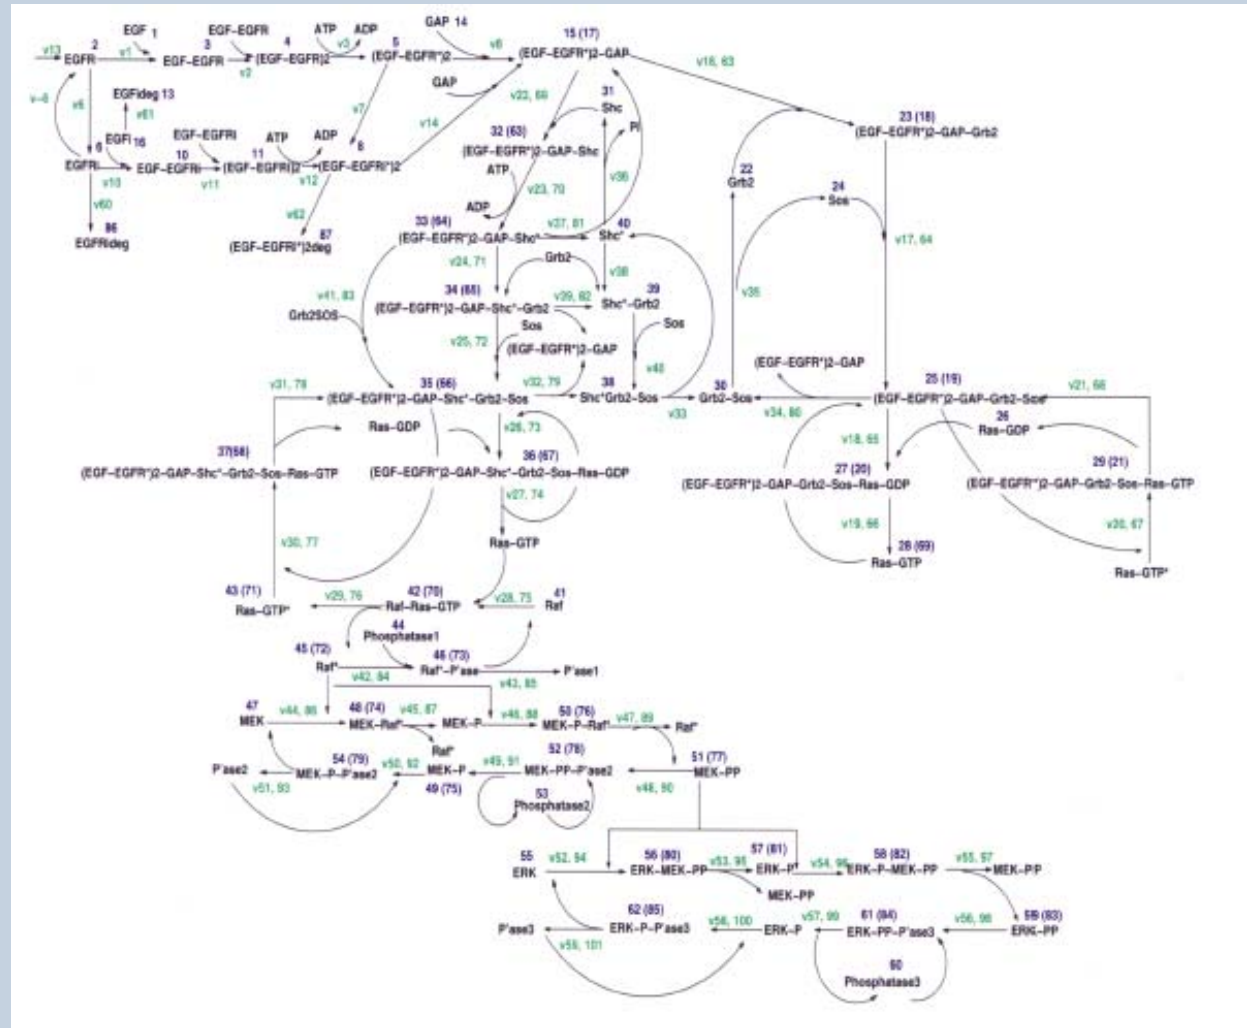 EGF 1
EGF-EGFR
ATP
ADP
GAP 14
15 (17)
v13
2
EGFR
v1
3
EGF-EGFR
v2
4
(EGF-EGFR)2
v3
5
(EGF-EGFR*)2
v8
(EGF-EGFR*)2-GAP
v16, 63
v-6
v6
EGFideg 13
v61
EGFi
16
v7
GAP
v22, 69
v14
31
Shc
Pi
23 (18)
(EGF-EGFR*)2-GAP-Grb2
6
EGFRi
v10
10
EGF-EGFRi
EGF-EGFRI
v11
11
(EGF-EGFRI)2
ATP
ADP
v12
8
(EGF-EGFRI*)2
32 (63)
(EGF-EGFR*)2-GAP-Shc
ATP
v23, 70
ADP
v36
22
Grb2
24
Sos
v60
86
EGFRideg
v62
87
(EGF-EGFRI*)2deg
33 (64)
(EGF-EGFR*)2-GAP-Shc*
v37, 81
40
Shc*
v17, 64
v24, 71
Grb2
v38
v41, 83
Grb2SOS
34 (65)
(EGF-EGFR*)2-GAP-Shc*-Grb2
v39, 82
39
Shc*-Grb2
v35
Sos
Sos
v25, 72
(EGF-EGFR*)2-GAP
v40
(EGF-EGFR*)2-GAP
v31, 78
35 (66)
(EGF-EGFR*)2-GAP-Shc*-Grb2-Sos
v32, 79
38
Shc*Grb2-Sos
v33
30
Grb2-Sos
v34, 80
25 (19)
(EGF-EGFR*)2-GAP-Grb2-Sos
v21, 68
Ras-GDP
v26, 73
26
Ras-GDP
v18, 65
37(68)
(EGF-EGFR*)2-GAP-Shc*-Grb2-Sos-Ras-GTP
36 (67)
(EGF-EGFR*)2-GAP-Shc*-Grb2-Sos-Ras-GDP
27 (20)
(EGF-EGFR*)2-GAP-Grb2-Sos-Ras-GDP
29 (21)
(EGF-EGFR*)2-GAP-Grb2-Sos-Ras-GTP
v27, 74
v19, 66
v20, 67
v30, 77
Ras-GTP
28 (69)
Ras-GTP
Ras-GTP*
43 (71)
Ras-GTP*
v29, 76
42 (70)
Raf-Ras-GTP
v28, 75
41
Raf
44
Phosphatase1
45 (72)
Raf*
v42, 84
46 (73)
Raf*-P'ase
v43, 85
P'ase1
47
MEK
v44, 86
48 (74)
MEK-Raf*
v45, 87
MEK-P
v46, 88
50 (76)
MEK-P-Raf*
v47, 89
Raf*
Raf*
P'ase2
v51, 93
54 (79)
MEK-P-P'ase2
v50, 92
MEK-P
49 (75)
v49, 91
52 (78)
MEK-PP-P'ase2
v48, 90
51 (77)
MEK-PP
53
Phosphatase2
55
ERK
v52, 94
56 (80)
ERK-MEK-PP
v53, 95
57 (81)
ERK-P
MEK-PP
v54, 96
58 (82)
ERK-P-MEK-PP
v55, 97
MEK-PP
P'ase3
v59, 101
62 (85)
ERK-P-P'ase3
v58, 100
ERK-P
v57, 99
61 (84)
ERK-PP-P'ase3
v56, 98
59 (83)
ERK-PP
60
Phosphatase3